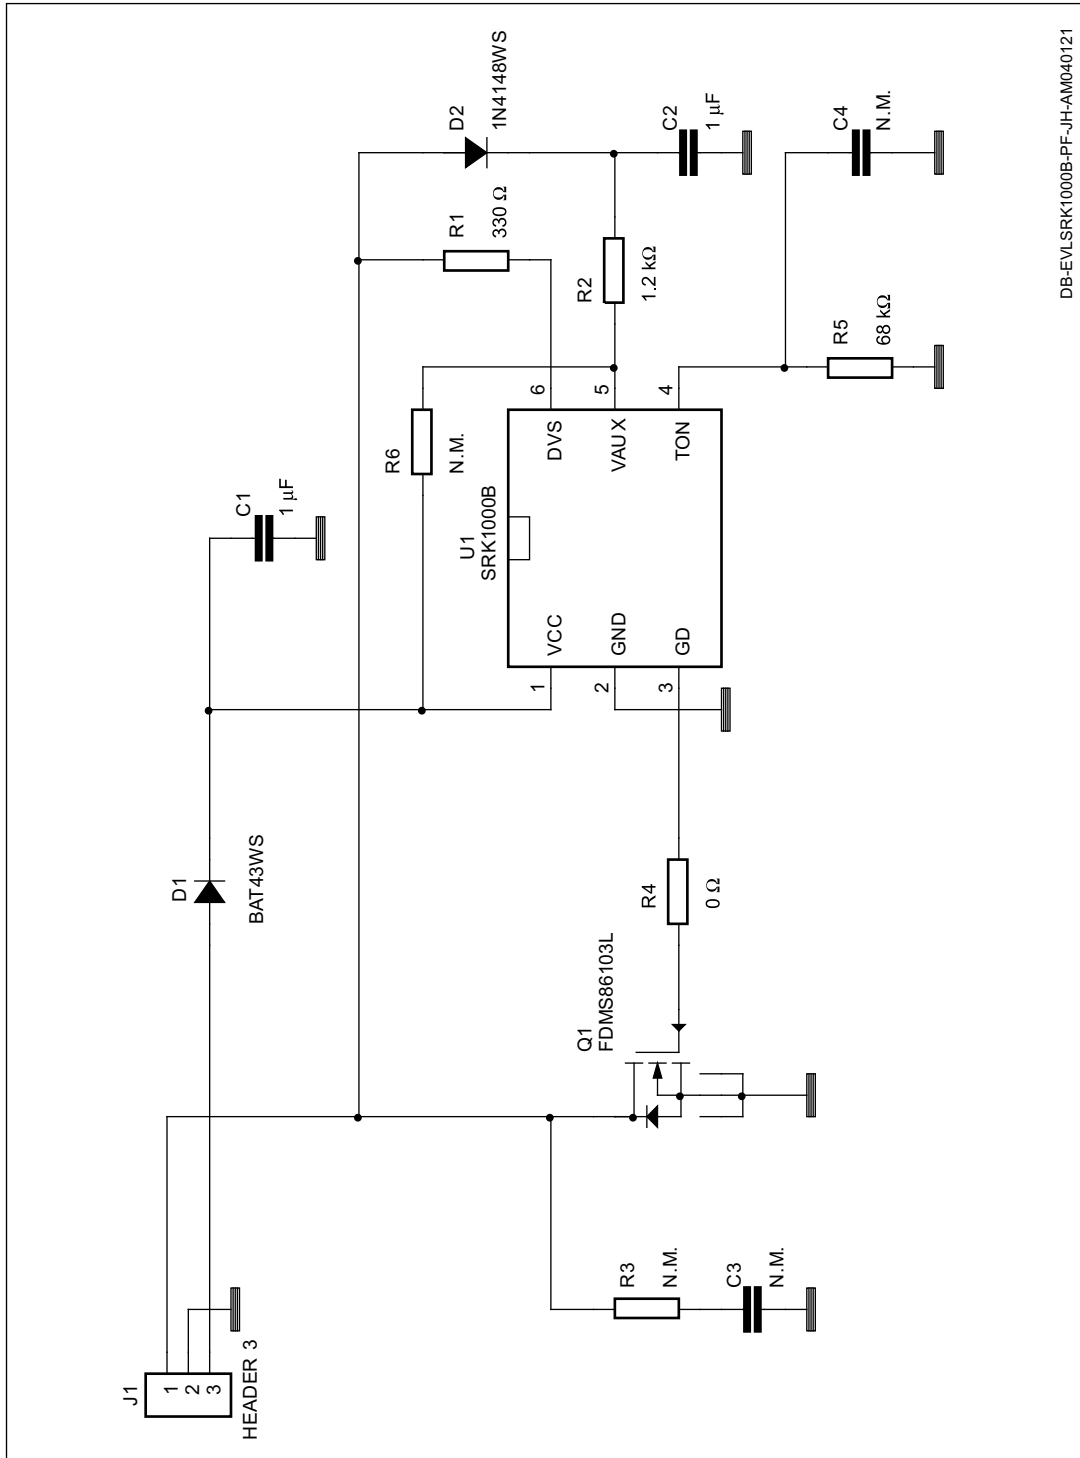 J1
1
2
3
HEADER 3
D1
BAT43WS
C1
1 µF
R3
N.M.
C3
N.M.
Q1
FDMS86103L
R4
0 Ω
R6
N.M.
U1
SRK1000B
1
VCC
2
GND
3
GD
6
DVS
5
VAUX
4
TON
R1
330 Ω
D2
1N4148WS
R2
1.2 kΩ
C2
1 µF
R5
68 kΩ
C4
N.M.
DB-EVLSRK1000B-PF-JH-AM040121